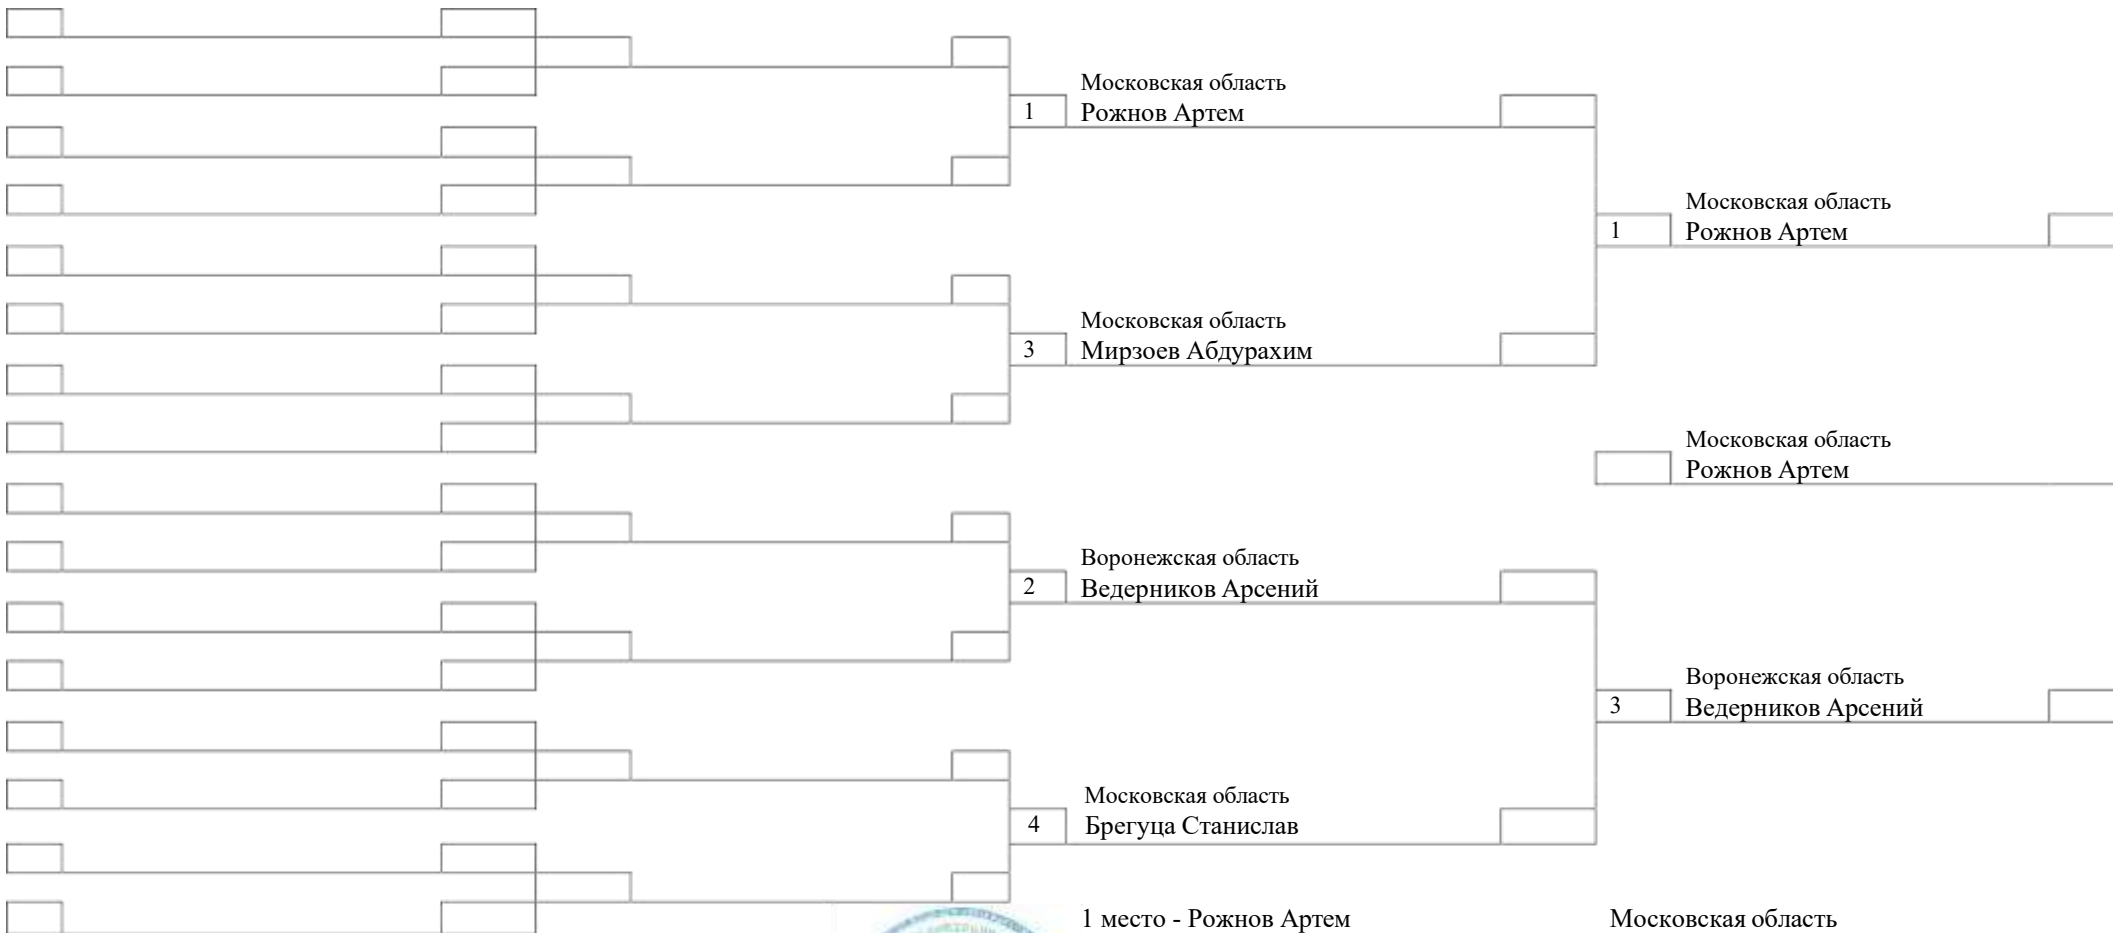 Московская область
1 Рожнов Артем
Московская область
1 Рожнов Артем
Московская область
3 Мирзоев Абдурахим
Московская область
Рожнов Артем
Воронежская область
2 Ведерников Арсений
Воронежская область
3 Ведерников Арсений
Московская область
4 Брегуца Станислав
1 место - Рожнов Артем Московская область